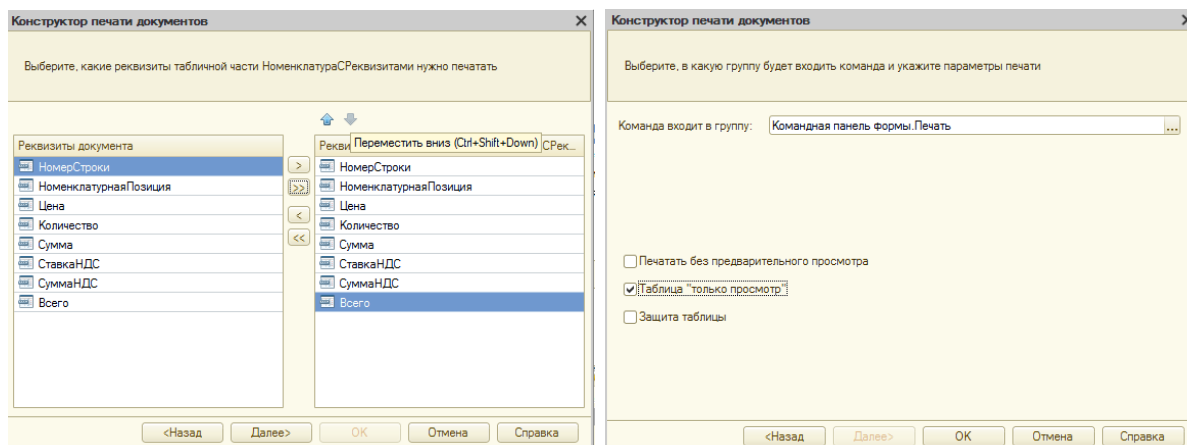 Конструктор печати документов
Выберите, какие реквизиты табличной части НоменклатураСРеквизитами нужно печатать
Реквизиты документа
НомерСтроки
НоменклатурнаяПозиция
Цена
Количество
Сумма
СтавкаНДС
СуммаНДС
Всего
>
>>
<
<<
Рекви
Переместить вниз (Ctrl+Shift+Down)
СРек...
НомерСтроки
НоменклатурнаяПозиция
Цена
Количество
Сумма
СтавкаНДС
СуммаНДС
Всего
<Назад
Далее>
OK
Отмена
Справка
Конструктор печати документов
Выберите, в какую группу будет входить команда и укажите параметры печати
Команда входит в группу:
Командная панель формы.Печать
...
Печатать без предварительного просмотра
Таблица "только просмотр"
Защита таблицы
<Назад
Далее>
OK
Отмена
Справка